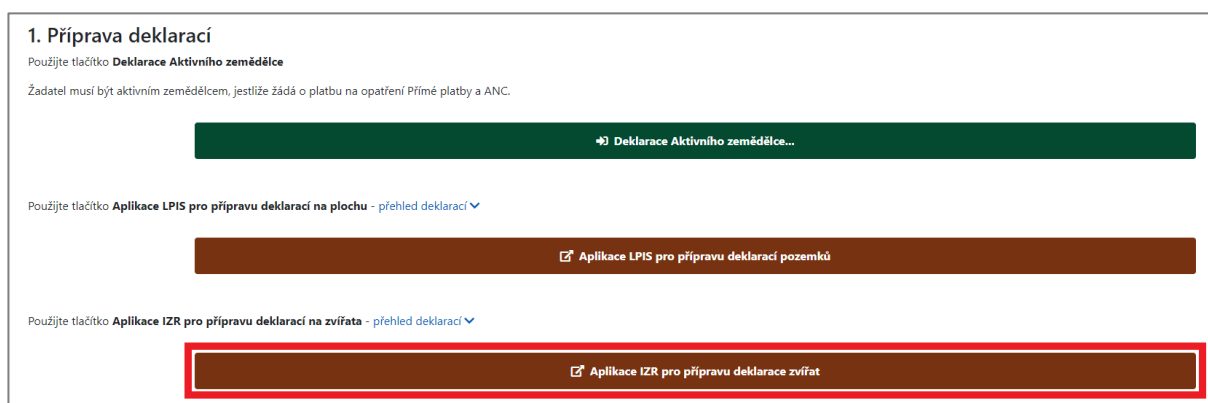 1. Příprava deklarací
Použijte tlačítko Deklarace Aktivního zemědělce
Žadatel musí být aktivním zemědělcem, jestliže žádá o platbu na opatření Přímé platby a ANC.
Deklarace Aktivního zemědělce...
Použijte tlačítko Aplikace LPIS pro přípravu deklarací na plochu - přehled deklarací
Aplikace LPIS pro přípravu deklarací pozemků
Použijte tlačítko Aplikace IZR pro přípravu deklarací na zvířata - přehled deklarací
Aplikace IZR pro přípravu deklarace zvířat